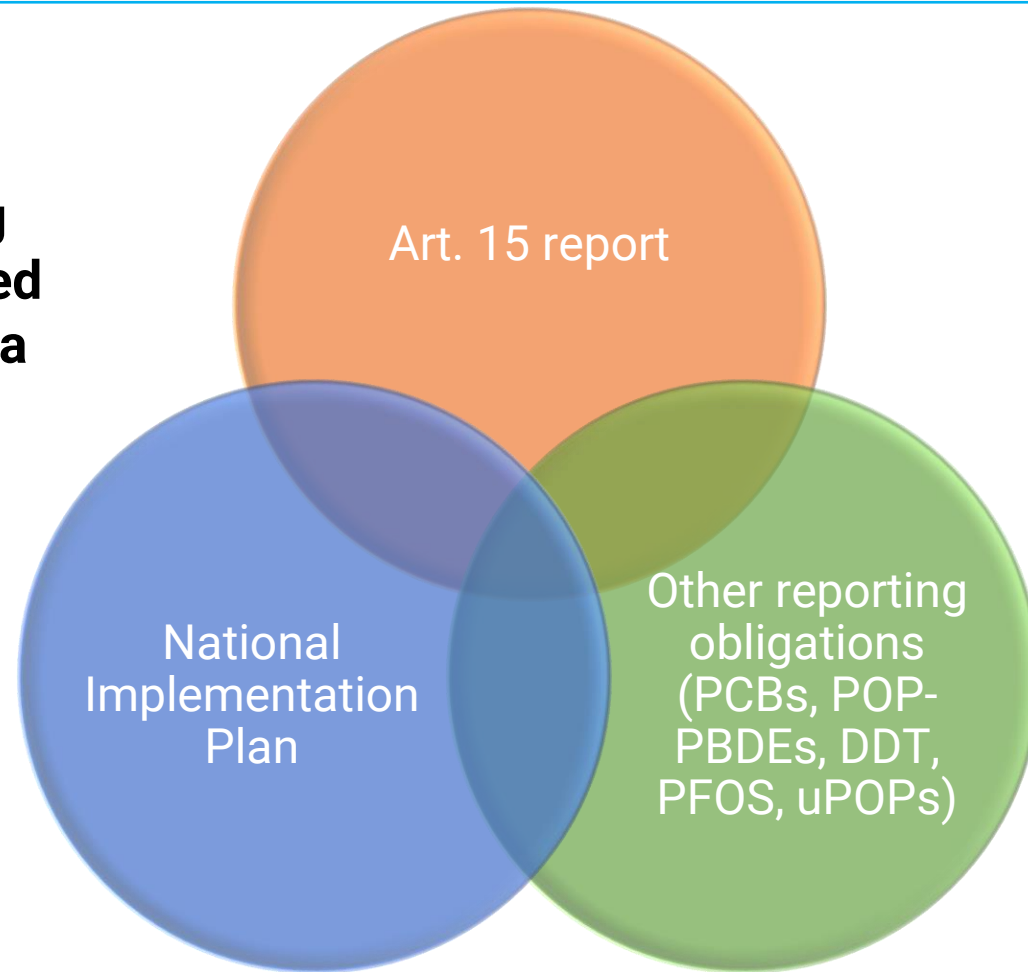 Art. 15 report
National
Implementation
Plan
Other reporting
obligations
(PCBs, POP-
PBDEs, DDT,
PFOS, uPOPs)